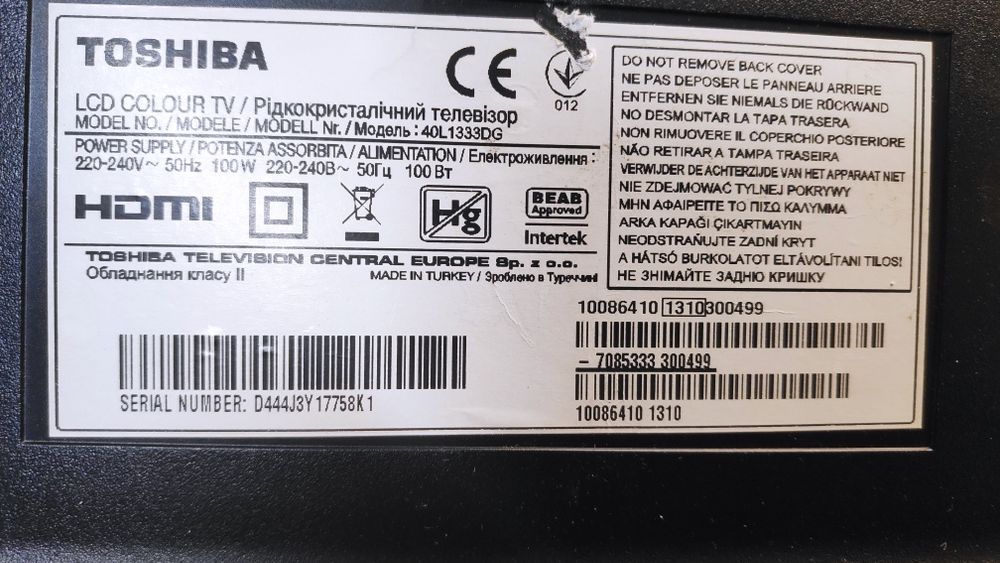 TOSHIBA
CE
012
LCD COLOUR TV / Рідкокристалічний телевізор
MODEL NO. / MODELE / MODELL Nr. / Модель : 40L1333DG
POWER SUPPLY / POTENZA ASSORBITA / ALIMENTATION / Електроживлення :
220-240V~ 50Hz 100W 220-240В~ 50Гц 100 Вт
HDMI
Hg
BEAB
Approved
Intertek
TOSHIBA TELEVISION CENTRAL EUROPE Sp. z o.o.
Обладнання класу II
MADE IN TURKEY / Зроблено в Туреччині
DO NOT REMOVE BACK COVER
NE PAS DEPOSER LE PANNEAU ARRIERE
ENTFERNEN SIE NIEMALS DIE RÜCKWAND
NO DESMONTAR LA TAPA TRASERA
NON RIMUOVERE IL COPERCHIO POSTERIORE
NÃO RETIRAR A TAMPA TRASEIRA
VERWIJDER DE ACHTERZIJDE VAN HET APPARAAT NIET
NIE ZDEJMOWAĆ TYLNEJ POKRYWY
ΜΗΝ ΑΦΑΙΡΕΙΤΕ ΤΟ ΠΙΣΩ ΚΑΛΥΜΜΑ
ARKA KAPAĞI ÇIKARTMAYIN
NEODSTRAŇUJTE ZADNÍ KRYT
A HÁTSÓ BURKOLATOT ELTÁVOLÍTANI TILOS!
НЕ ЗНІМАЙТЕ ЗАДНЮ КРИШКУ
10086410 1310300499
- 7085333 300499
10086410 1310
SERIAL NUMBER: D444J3Y17758K1